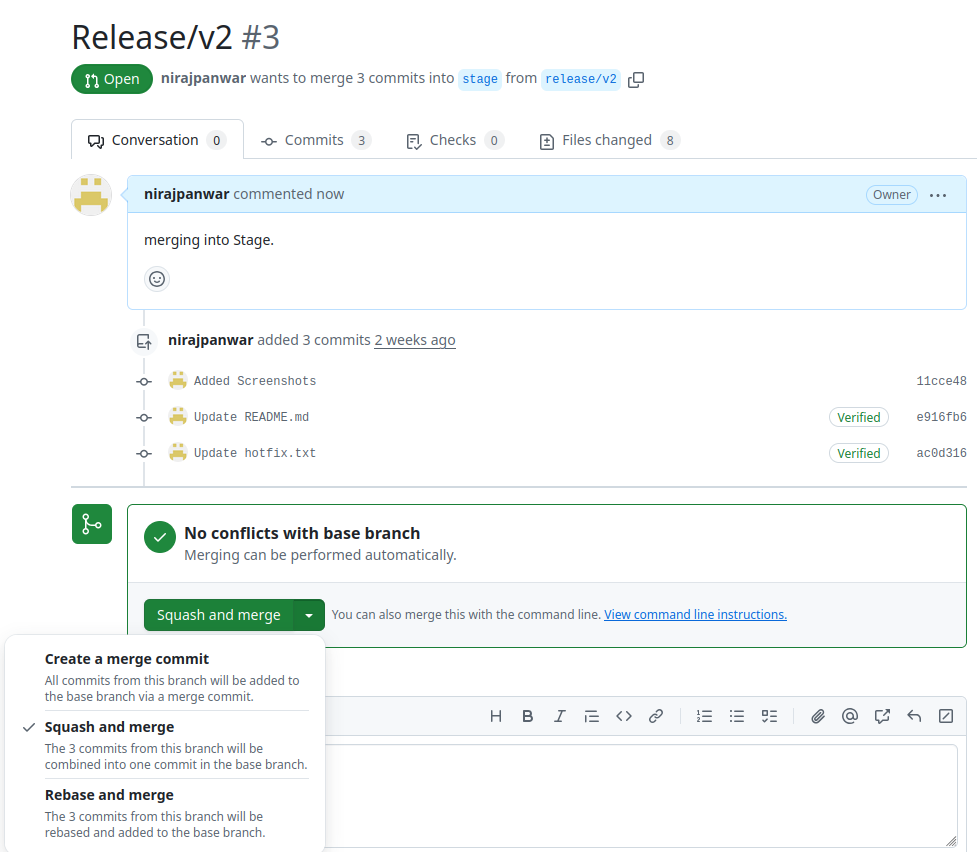 Release/v2 #3
Open nirajpanwar wants to merge 3 commits into stage from release/v2
Conversation 0 Commits 3 Checks 0 Files changed 8
nirajpanwar commented now Owner
merging into Stage.
nirajpanwar added 3 commits 2 weeks ago
Added Screenshots 11cce48
Update README.md Verified e916fb6
Update hotfix.txt Verified ac0d316
No conflicts with base branch
Merging can be performed automatically.
Squash and merge You can also merge this with the command line. View command line instructions.
Create a merge commit
All commits from this branch will be added to
the base branch via a merge commit.
Squash and merge
The 3 commits from this branch will be
combined into one commit in the base branch.
Rebase and merge
The 3 commits from this branch will be
rebased and added to the base branch.